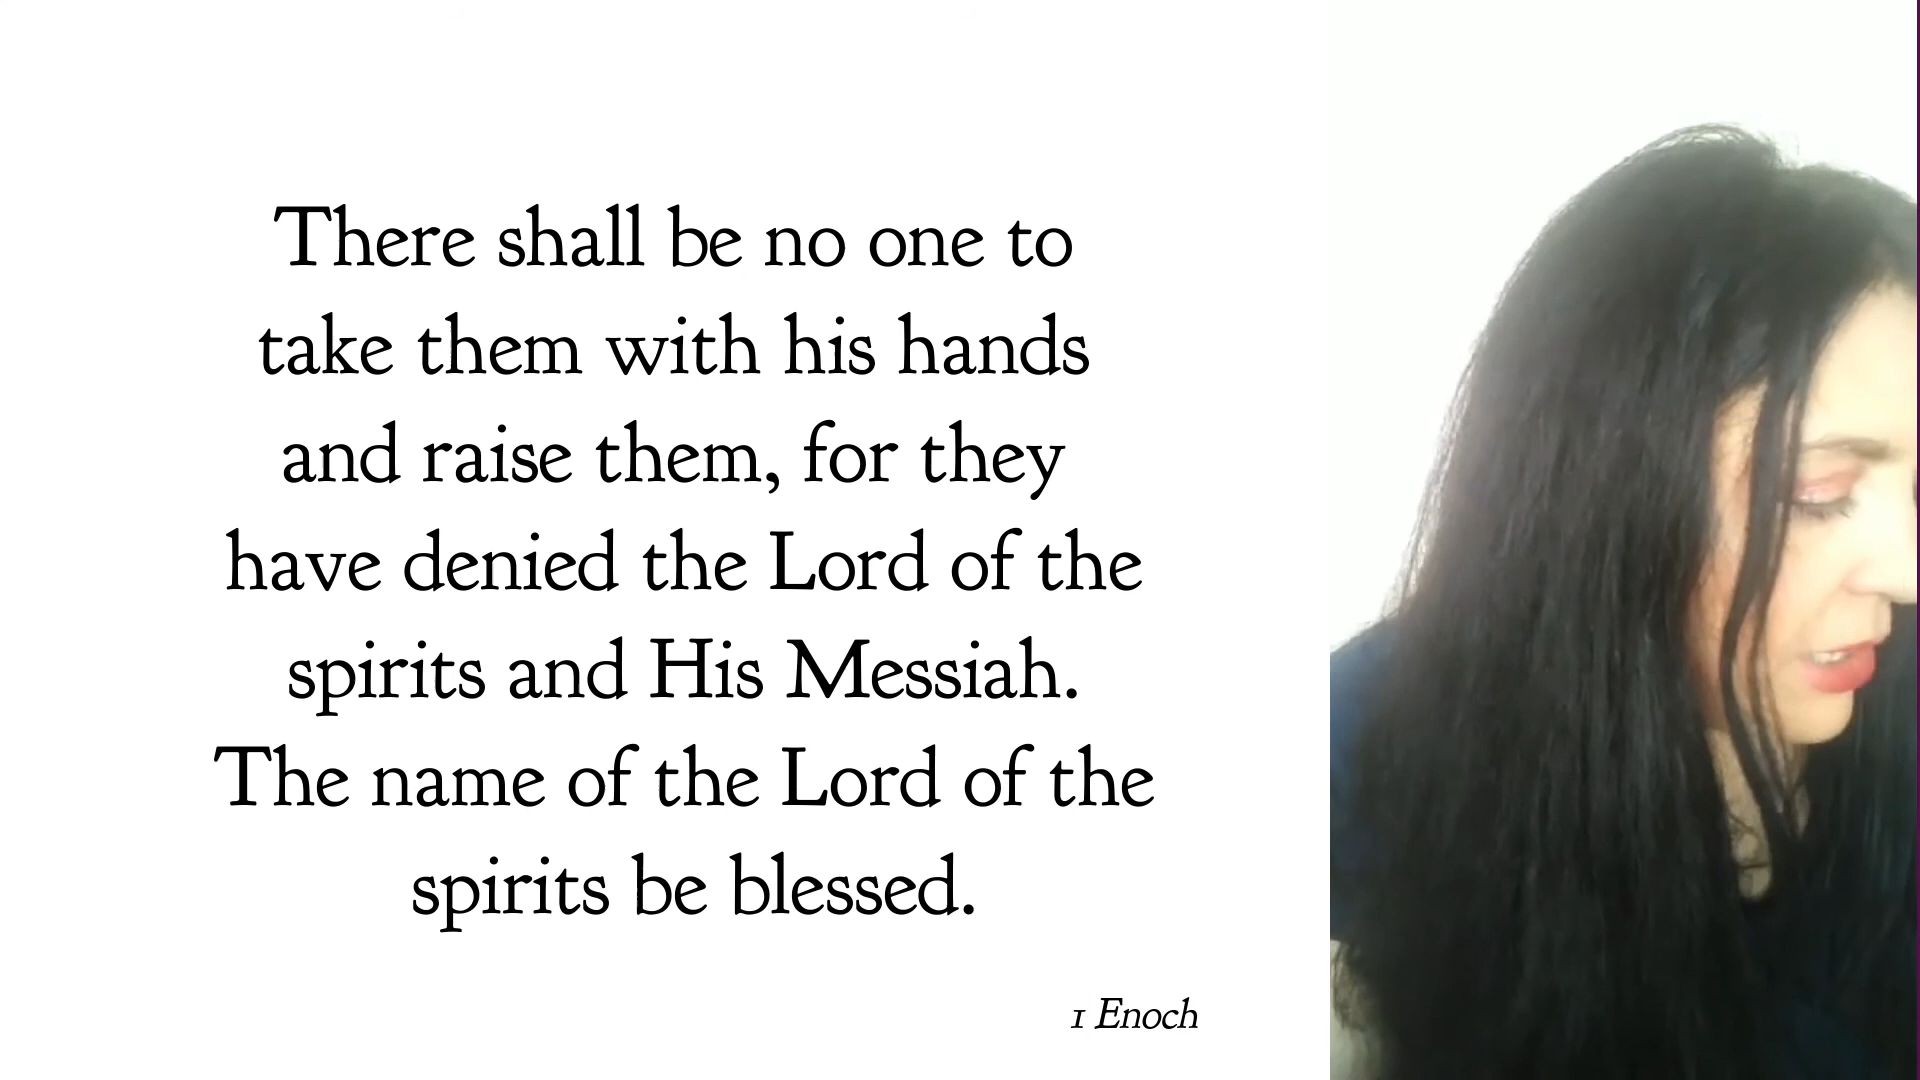 There shall be no one to
take them with his hands
and raise them, for they
have denied the Lord of the
spirits and His Messiah.
The name of the Lord of the
spirits be blessed.
1 Enoch